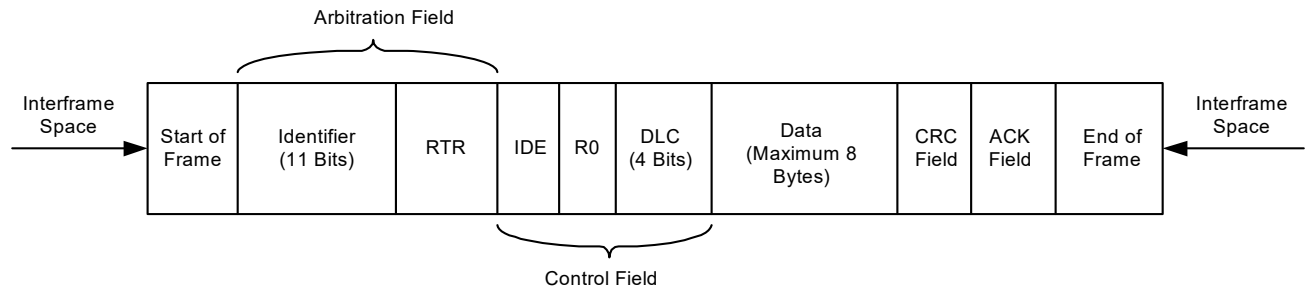 Arbitration Field
Interframe
Space
Start of
Frame
Identifier
(11 Bits)
RTR
IDE
R0
DLC
(4 Bits)
Data
(Maximum 8
Bytes)
CRC
Field
ACK
Field
End of
Frame
Interframe
Space
Control Field